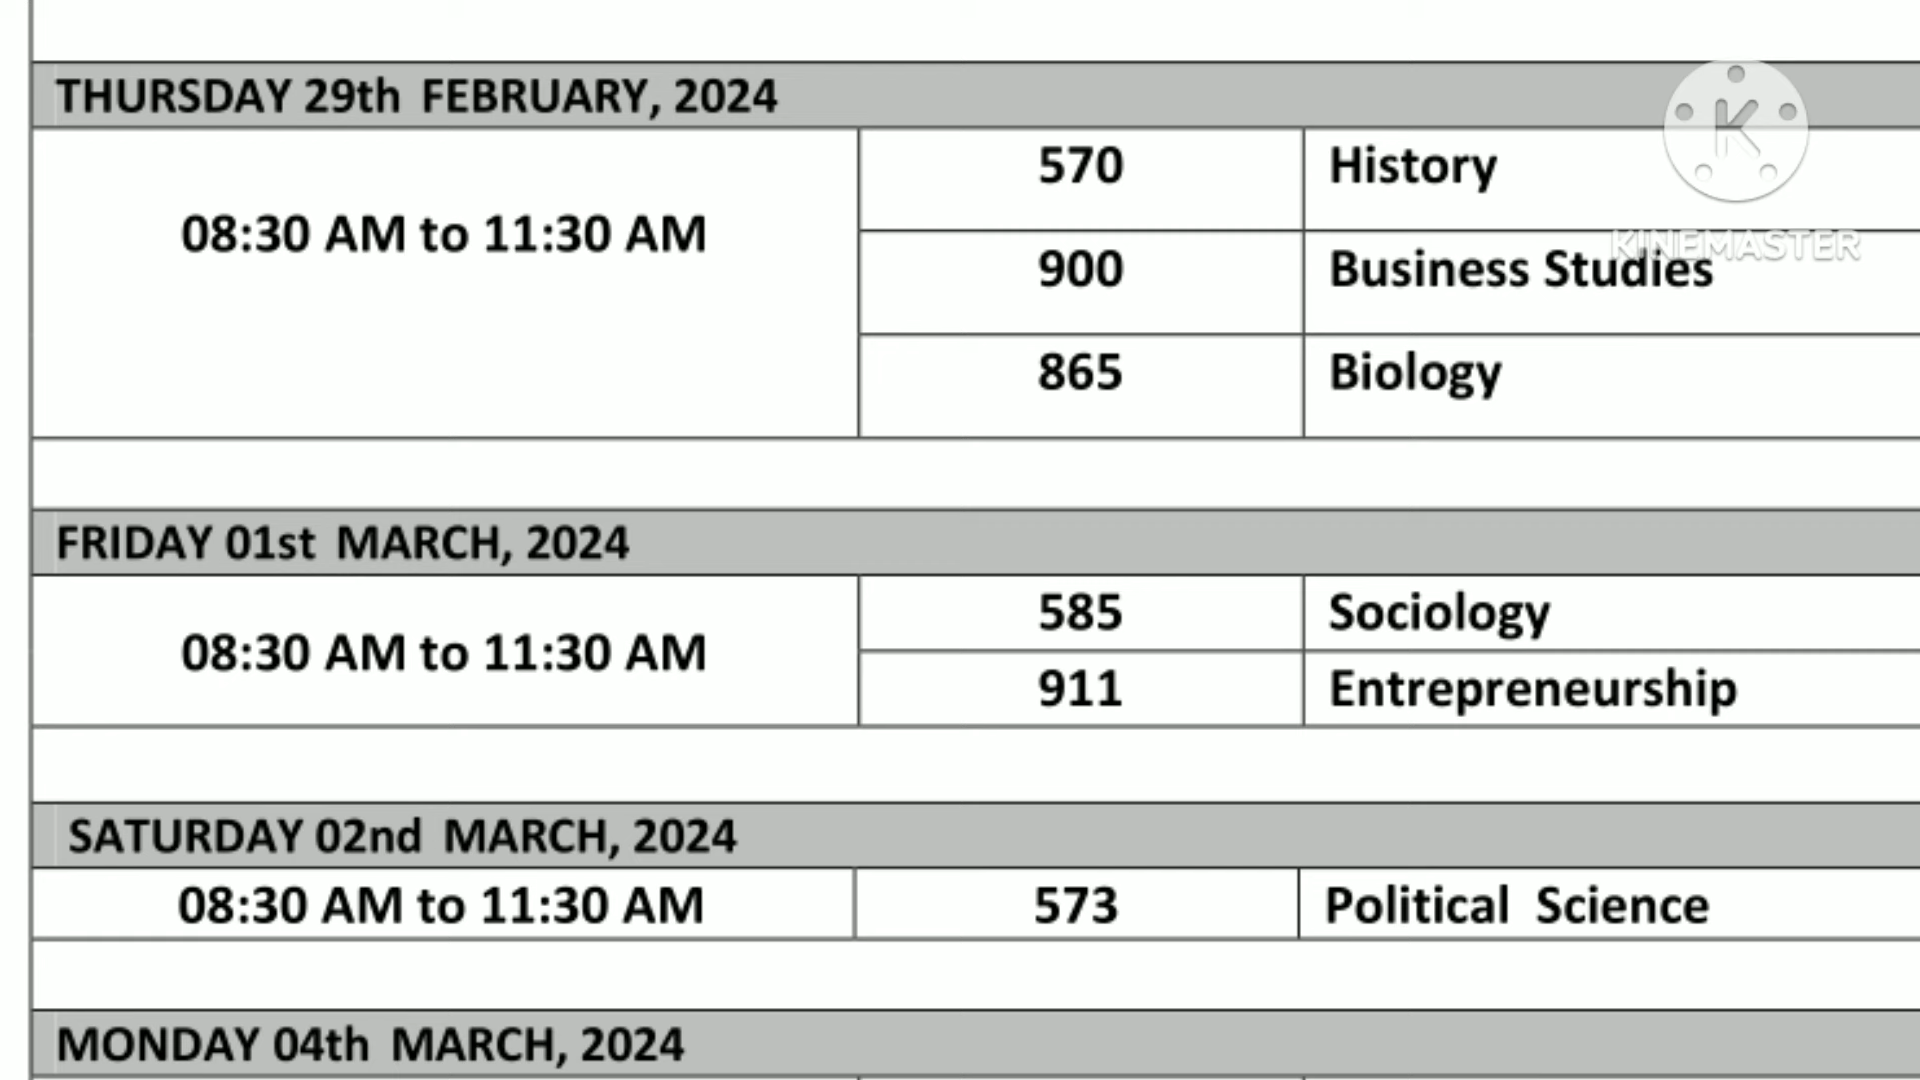 THURSDAY 29th FEBRUARY, 2024
08:30 AM to 11:30 AM
570 History
900 Business Studies
865 Biology
K
KINEMASTER
FRIDAY 01st MARCH, 2024
08:30 AM to 11:30 AM
585 Sociology
911 Entrepreneurship
SATURDAY 02nd MARCH, 2024
08:30 AM to 11:30 AM 573 Political Science
MONDAY 04th MARCH, 2024